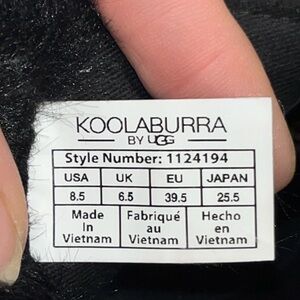 KOOLABURRA
BY UGG
Style Number: 1124194
USA UK EU JAPAN
8.5 6.5 39.5 25.5
Made Fabriqué Hecho
In au en
Vietnam Vietnam Vietnam